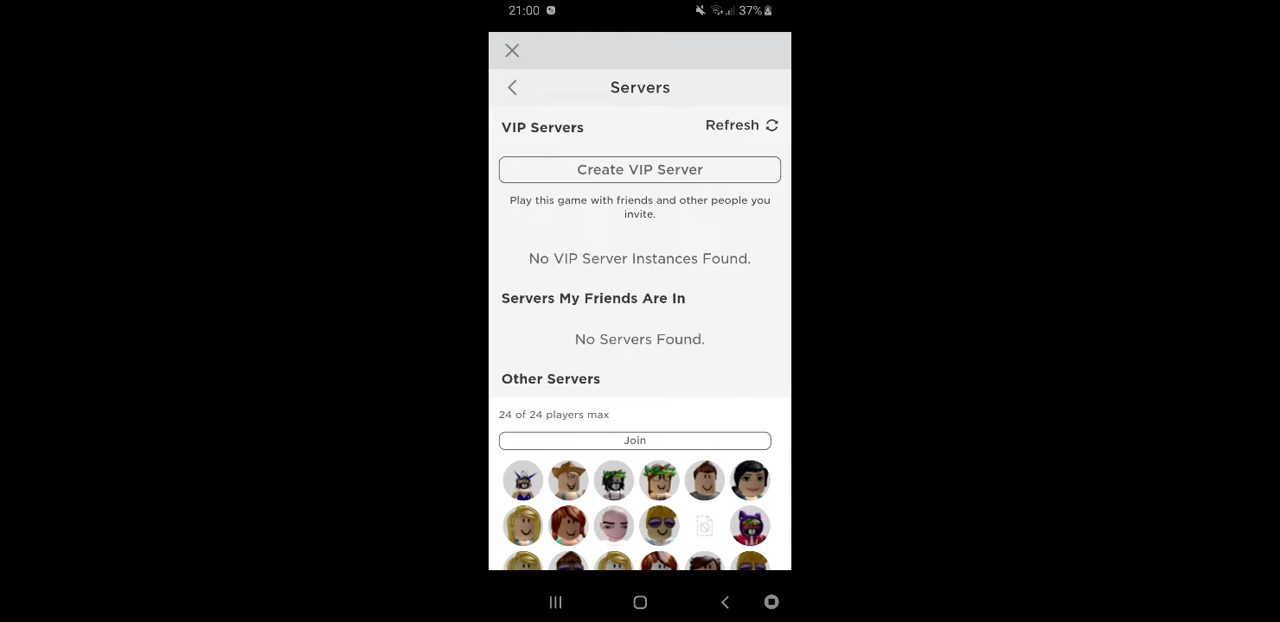 21:00
37%
Servers
VIP Servers
Refresh
Create VIP Server
Play this game with friends and other people you
invite.
No VIP Server Instances Found.
Servers My Friends Are In
No Servers Found.
Other Servers
24 of 24 players max
Join